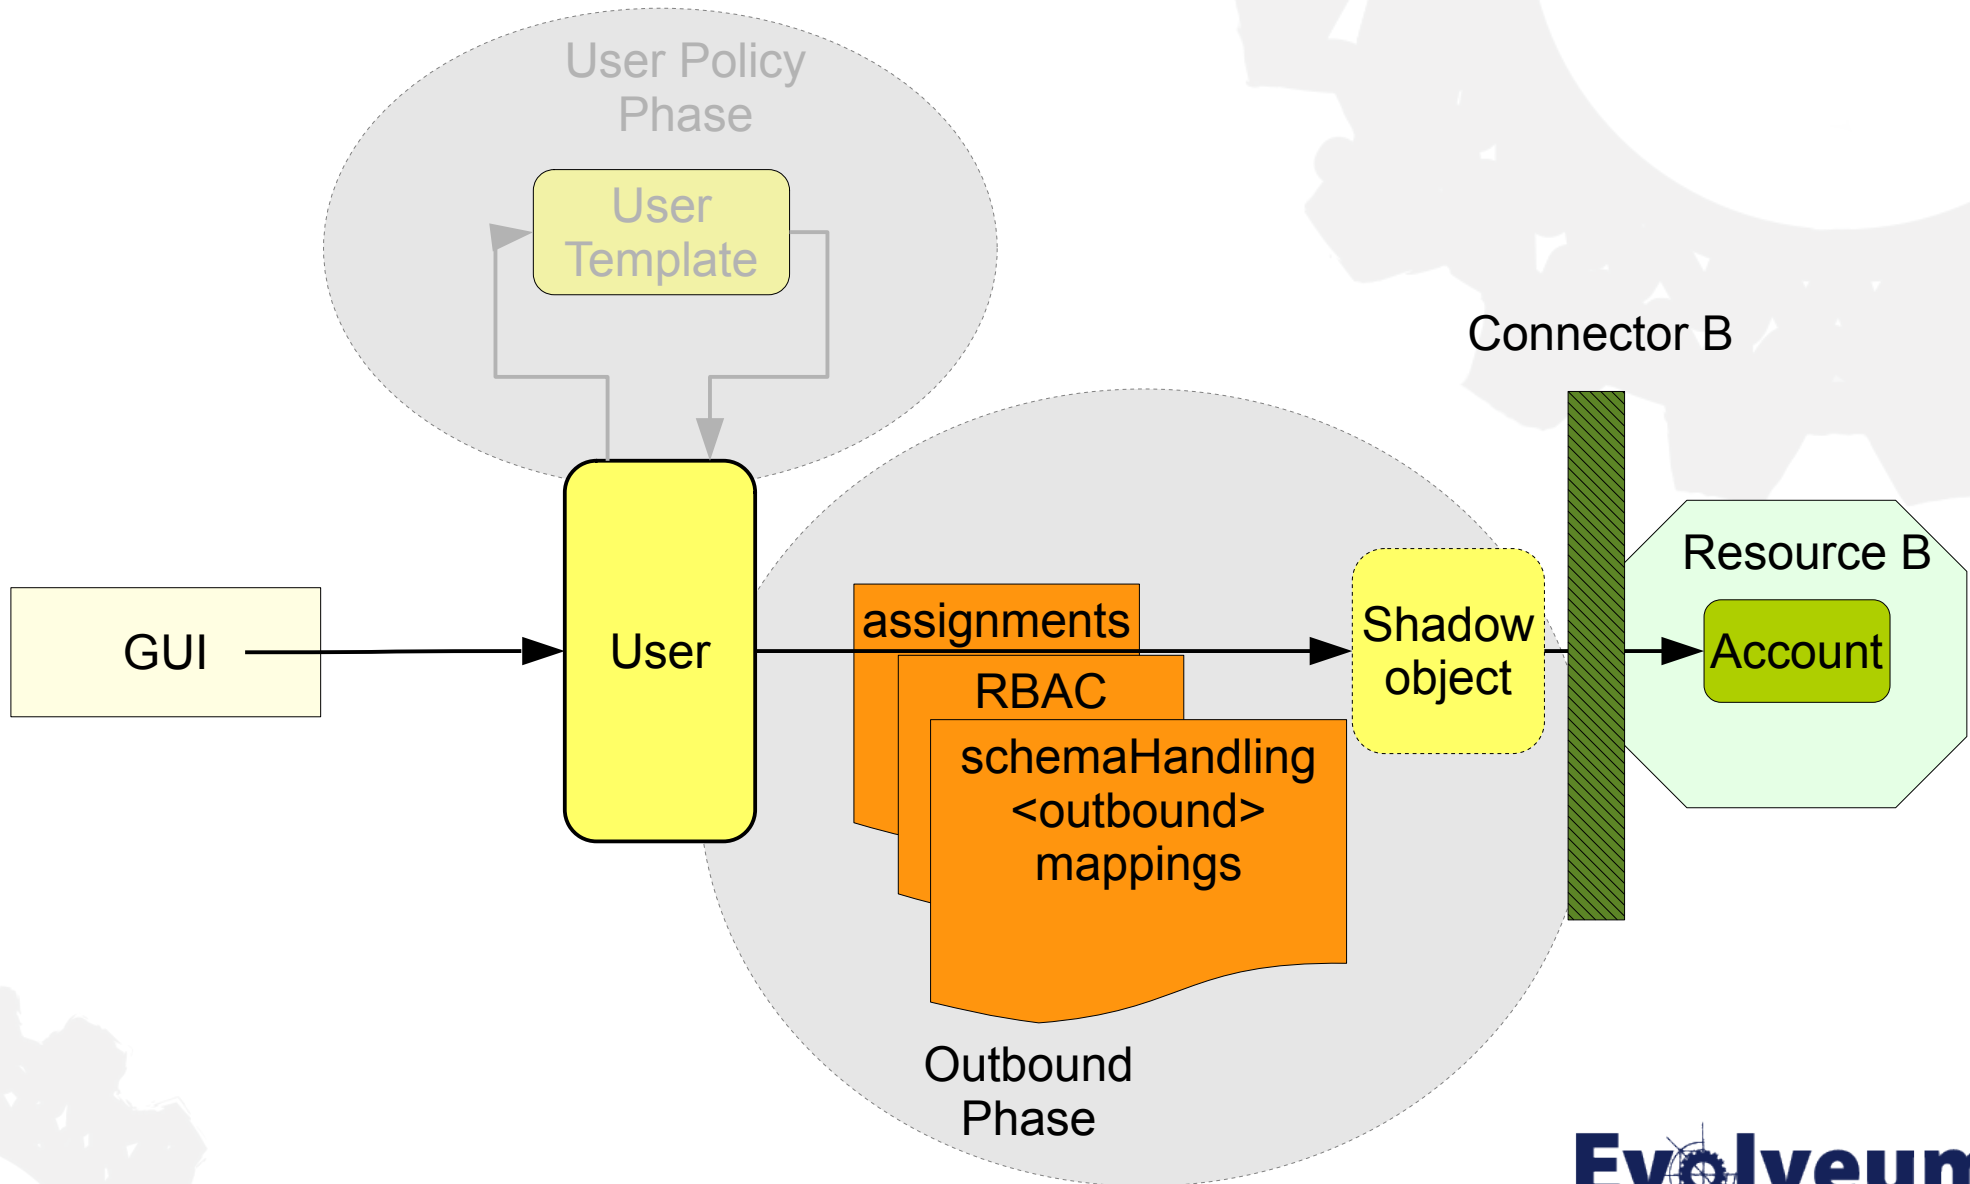 User Policy
Phase
User
Template
Connector B
Resource B
GUI
User
assignments
RBAC
schemaHandling
<outbound>
mappings
Shadow
object
Account
Outbound
Phase
Evolveum